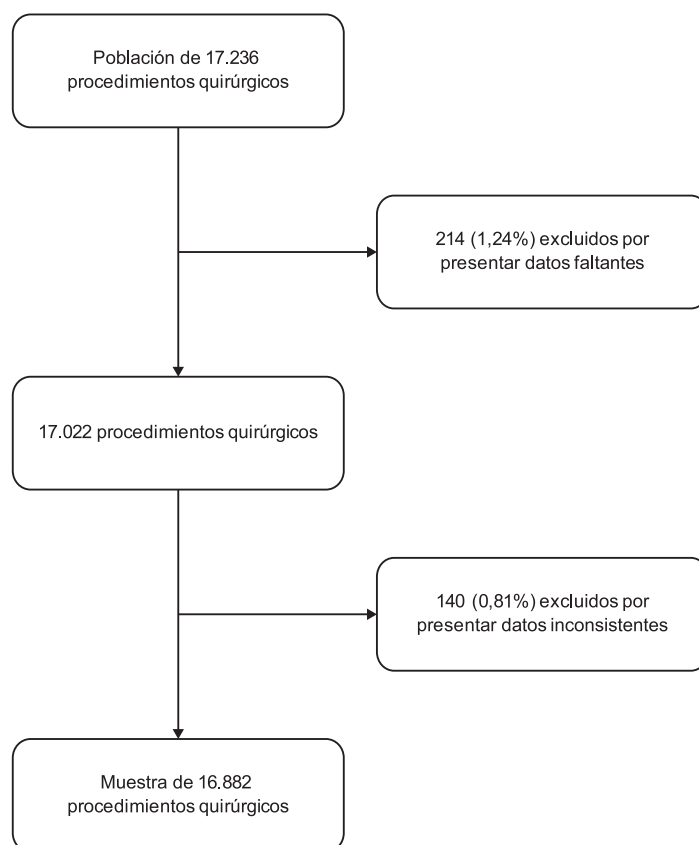 Población de 17.236
procedimientos quirúrgicos
214 (1,24%) excluidos por
presentar datos faltantes
17.022 procedimientos quirúrgicos
140 (0,81%) excluidos por
presentar datos inconsistentes
Muestra de 16.882
procedimientos quirúrgicos